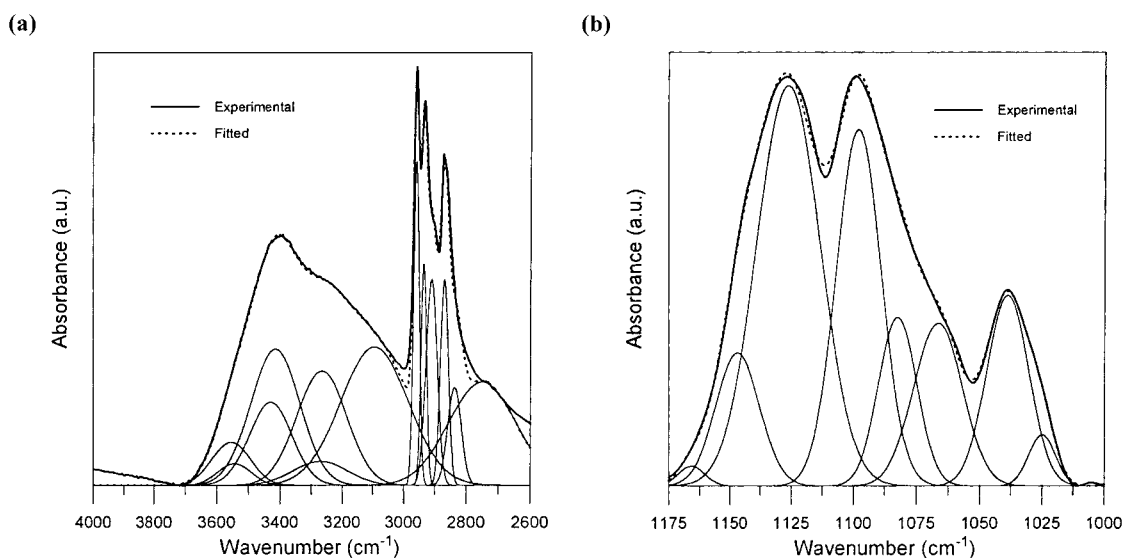 (a)
Experimental
Fitted
Absorbance (a.u.)
4000 3800 3600 3400 3200 3000 2800 2600
Wavenumber (cm⁻¹)
(b)
Experimental
Fitted
Absorbance (a.u.)
1175 1150 1125 1100 1075 1050 1025 1000
Wavenumber (cm⁻¹)